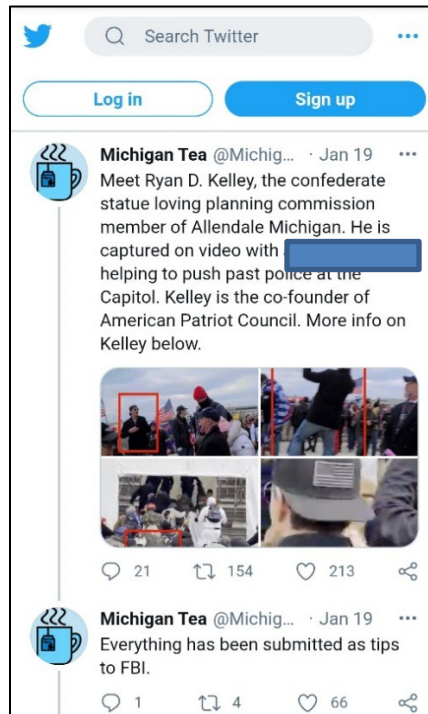 Search Twitter
Log in
Sign up
Michigan Tea @Michig... · Jan 19
Meet Ryan D. Kelley, the confederate
statue loving planning commission
member of Allendale Michigan. He is
captured on video with
helping to push past police at the
Capitol. Kelley is the co-founder of
American Patriot Council. More info on
Kelley below.
21 154 213
Michigan Tea @Michig... · Jan 19
Everything has been submitted as tips
to FBI.
1 4 66